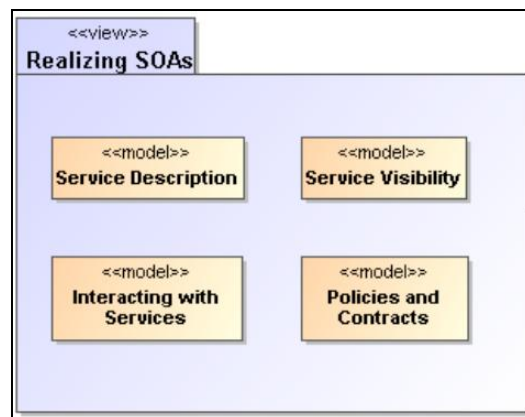 <<view>>
Realizing SOAs
<<model>>
Service Description
<<model>>
Service Visibility
<<model>>
Interacting with
Services
<<model>>
Policies and
Contracts